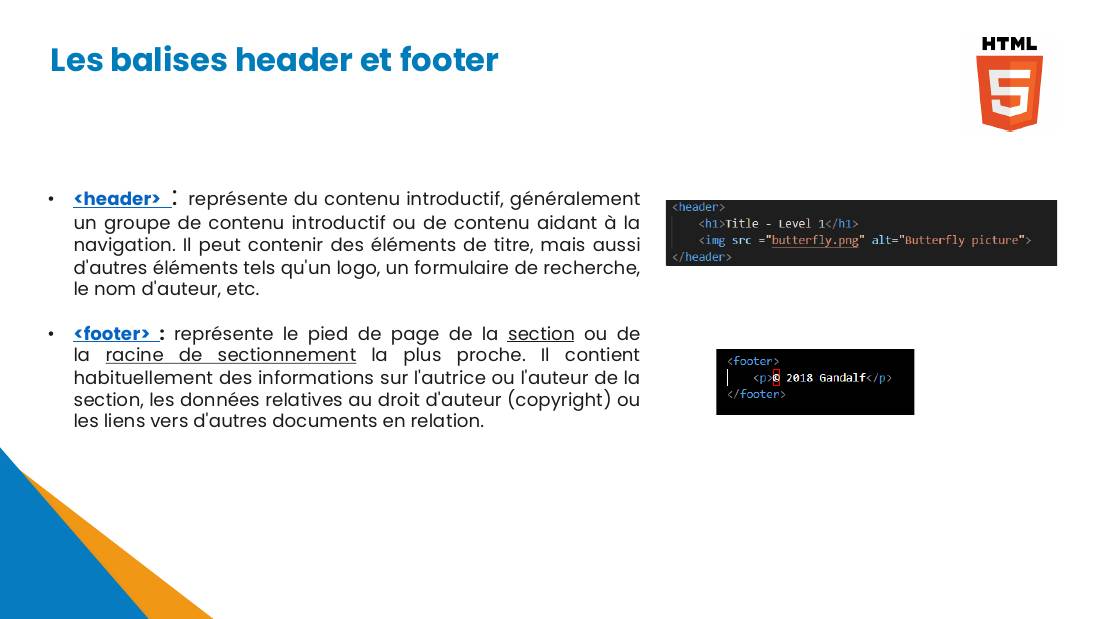 Les balises header et footer
HTML
5
• <header> : représente du contenu introductif, généralement
un groupe de contenu introductif ou de contenu aidant à la
navigation. Il peut contenir des éléments de titre, mais aussi
d'autres éléments tels qu'un logo, un formulaire de recherche,
le nom d'auteur, etc.
<header>
<h1>Title - Level 1</h1>
<img src ="butterfly.png" alt="Butterfly picture">
</header>
• <footer> : représente le pied de page de la section ou de
la racine de sectionnement la plus proche. Il contient
habituellement des informations sur l'autrice ou l'auteur de la
section, les données relatives au droit d'auteur (copyright) ou
les liens vers d'autres documents en relation.
<footer>
<p>© 2018 Gandalf</p>
</footer>